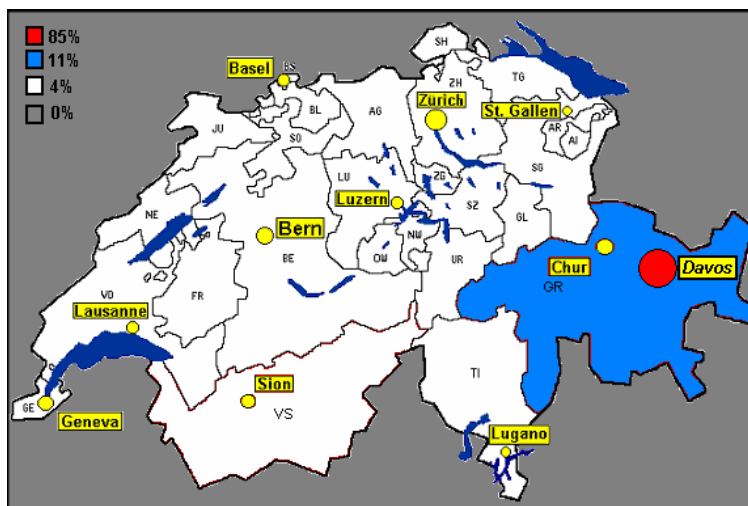 85%
11%
4%
0%
SH
Basel
BS
BL
AG
ZH
TG
Zürich
St. Gallen
AR
AI
JU
SO
LU
ZG
SG
NE
Luzern
SZ
GL
Bern
BE
NW
OW
UR
Chur
Davos
GR
VD
FR
Lausanne
TI
Sion
VS
GE
Geneva
Lugano